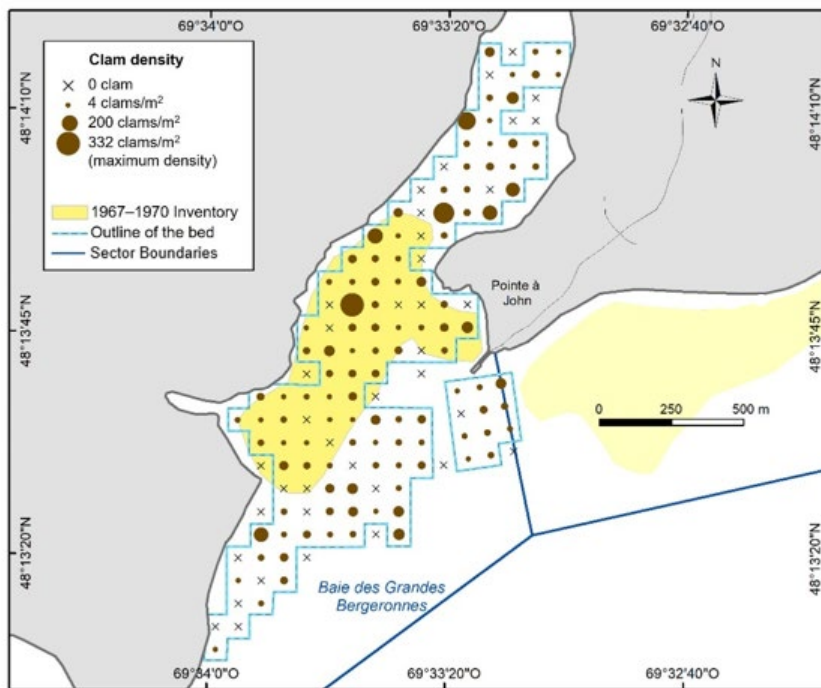 69°34'0"O 69°33'20"O 69°32'40"O
Clam density
0 clam
4 clams/m²
200 clams/m²
332 clams/m²
(maximum density)
1967–1970 Inventory
Outline of the bed
Sector Boundaries
N
48°14'10"N
48°14'10"N
Pointe à
John
48°13'45"N
48°13'45"N
0 250 500 m
48°13'20"N
48°13'20"N
Baie des Grandes
Bergeronnes
69°34'0"O 69°33'20"O 69°32'40"O